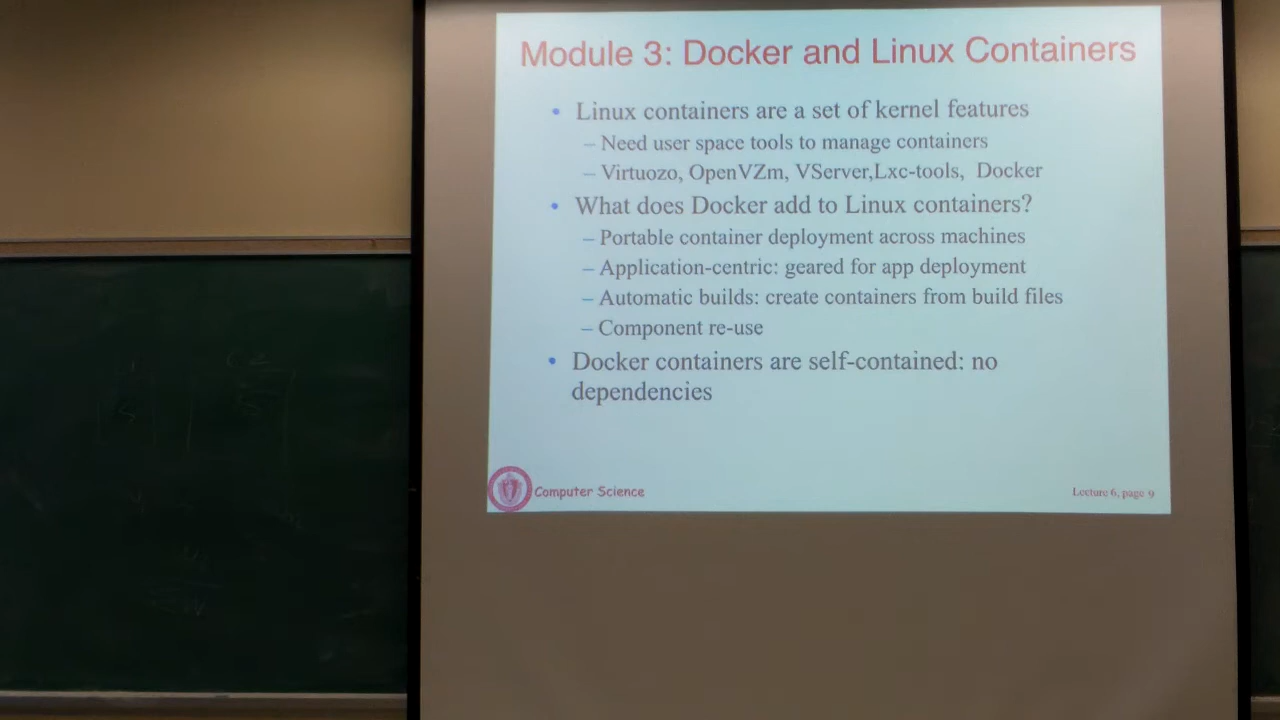 Module 3: Docker and Linux Containers
• Linux containers are a set of kernel features
– Need user space tools to manage containers
– Virtuozo, OpenVZm, VServer,Lxc-tools, Docker
• What does Docker add to Linux containers?
– Portable container deployment across machines
– Application-centric: geared for app deployment
– Automatic builds: create containers from build files
– Component re-use
• Docker containers are self-contained: no
dependencies
Computer Science
Lecture 6, page 9